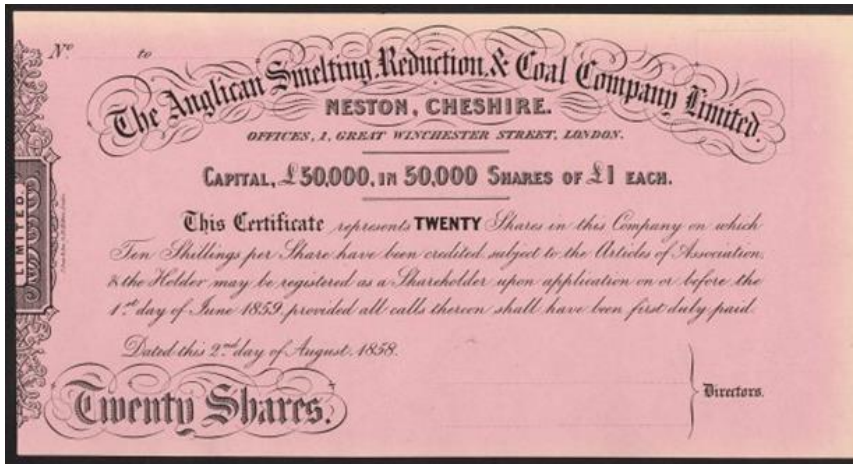 No. to
The Anglican Smelting, Reduction, & Coal Company Limited.
NESTON, CHESHIRE.
OFFICES, 1, GREAT WINCHESTER STREET, LONDON.
CAPITAL, £50,000, IN 50,000 SHARES OF £1 EACH.
This Certificate represents TWENTY Shares in this Company on which
Ten Shillings per Share have been credited subject to the Articles of Association,
& the Holder may be registered as a Shareholder upon application on or before the
1st day of June 1859, provided all calls thereon shall have been first duly paid
Dated this 2nd day of August, 1858.
Twenty Shares.
Directors.
LIMITED.